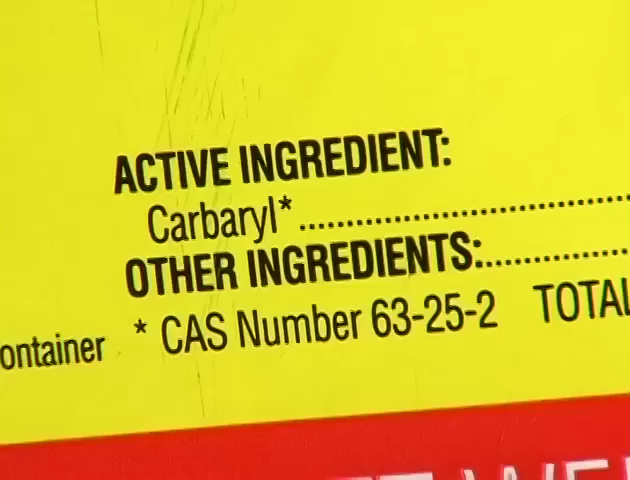 ACTIVE INGREDIENT:
Carbaryl*..............................
OTHER INGREDIENTS:................
* CAS Number 63-25-2 TOTAL
ontainer